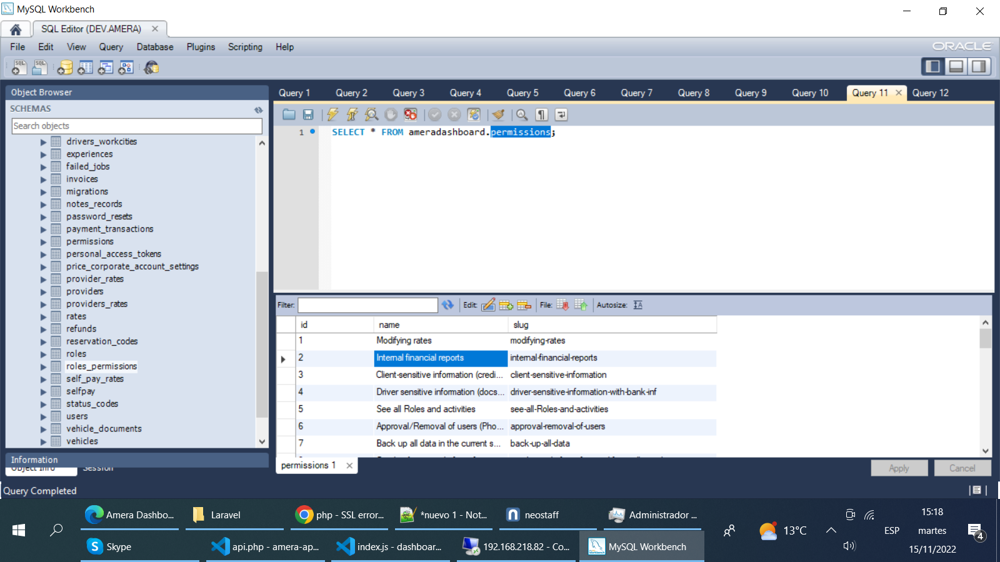 MySQL Workbench
SQL Editor (DEV.AMERA)
File Edit View Query Database Plugins Scripting Help
ORACLE
Object Browser
SCHEMAS
Search objects
drivers_workcities
experiences
failed_jobs
invoices
migrations
notes_records
password_resets
payment_transactions
permissions
personal_access_tokens
price_corporate_account_settings
provider_rates
providers
providers_rates
rates
refunds
reservation_codes
roles
roles_permissions
self_pay_rates
selfpay
status_codes
users
vehicle_documents
vehicles
Information
Object Info Session
Query Completed
Query 1 Query 2 Query 3 Query 4 Query 5 Query 6 Query 7 Query 8 Query 9 Query 10 Query 11 Query 12
1 SELECT * FROM ameradashboard.permissions;
Filter: Edit: File: Autosize:
id name slug
1 Modifying rates modifying-rates
2 Internal financial reports internal-financial-reports
3 Client-sensitive information (credi... client-sensitive-information
4 Driver sensitive information (docs... driver-sensitive-information-with-bank-inf
5 See all Roles and activities see-all-Roles-and-activities
6 Approval/Removal of users (Pho... approval-removal-of-users
7 Back up all data in the current s... back-up-all-data
permissions 1
Apply Cancel
Amera Dashbo... Laravel php - SSL error... *nuevo 1 - Not... neostaff Administrador ...
Skype api.php - amera-ap... index.js - dashboar... 192.168.218.82 - Co... MySQL Workbench
13°C
ESP
15:18
martes
15/11/2022
4